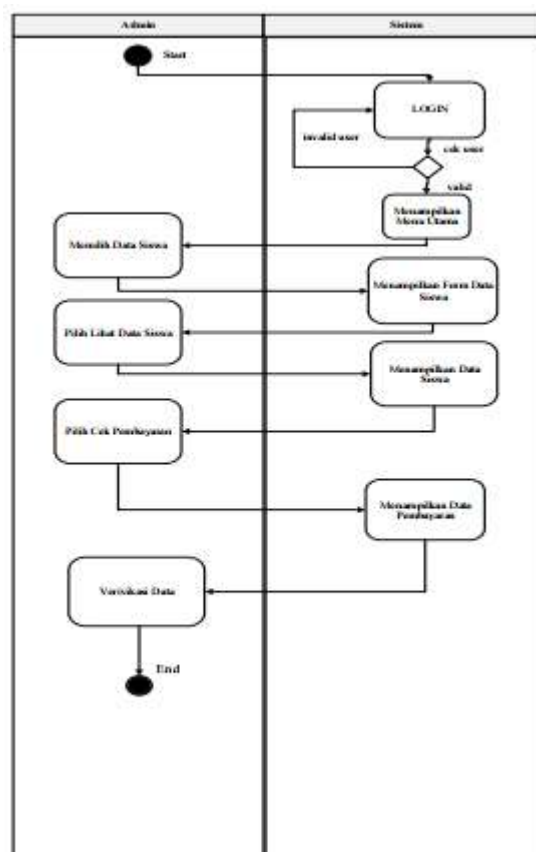 Admin
Sistem
Start
LOGIN
invalid user
cek user
valid
Menampilkan
Menu Utama
Memilih Data Siswa
Menampilkan Form Data
Siswa
Pilih Lihat Data Siswa
Menampilkan Data
Siswa
Pilih Cek Pembayaran
Menampilkan Data
Pembayaran
Verivikasi Data
End